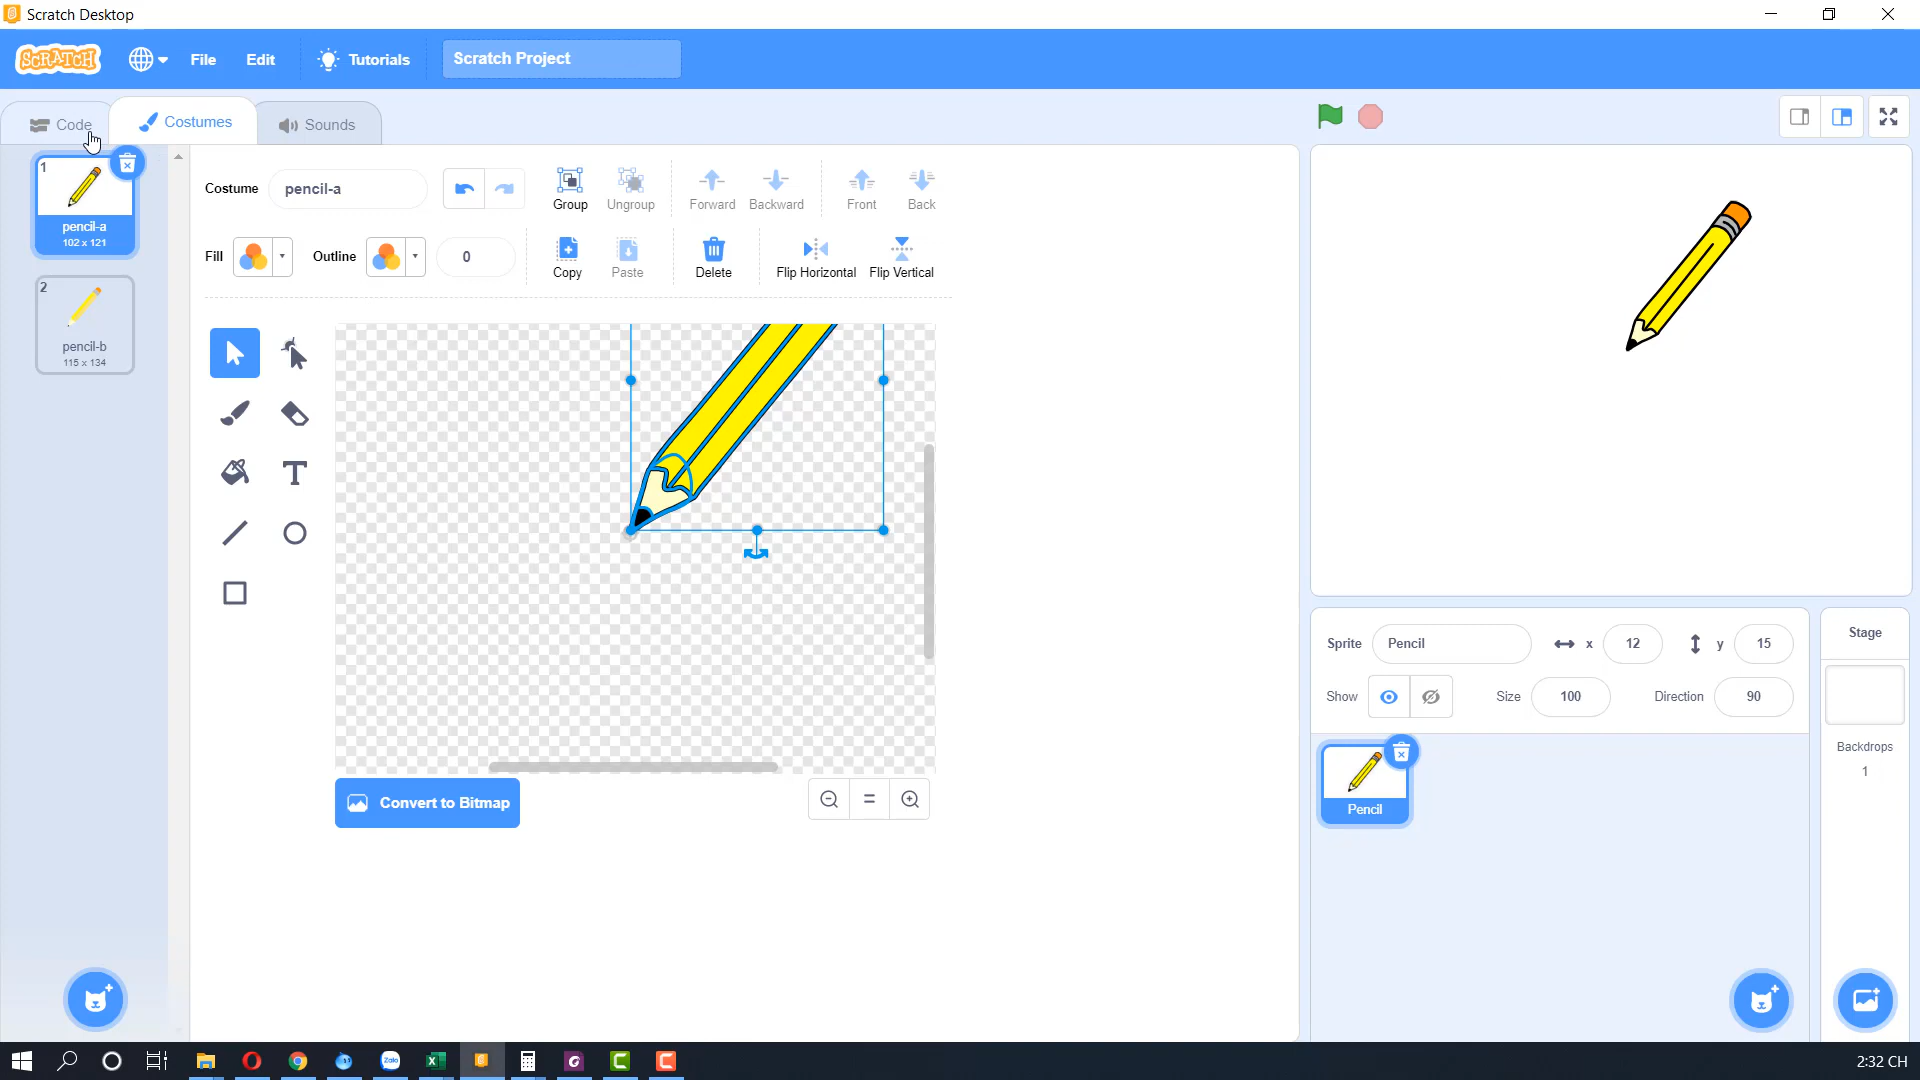 Scratch Desktop
SCRATCH File Edit Tutorials Scratch Project
Code Costumes Sounds
1
pencil-a
102 x 121
2
pencil-b
115 x 134
Costume pencil-a
Group Ungroup Forward Backward Front Back
Fill Outline 0
Copy Paste Delete Flip Horizontal Flip Vertical
T
Convert to Bitmap
Sprite Pencil x 12 y 15
Show Size 100 Direction 90
Pencil
Stage
Backdrops
1
Zalo
2:32 CH